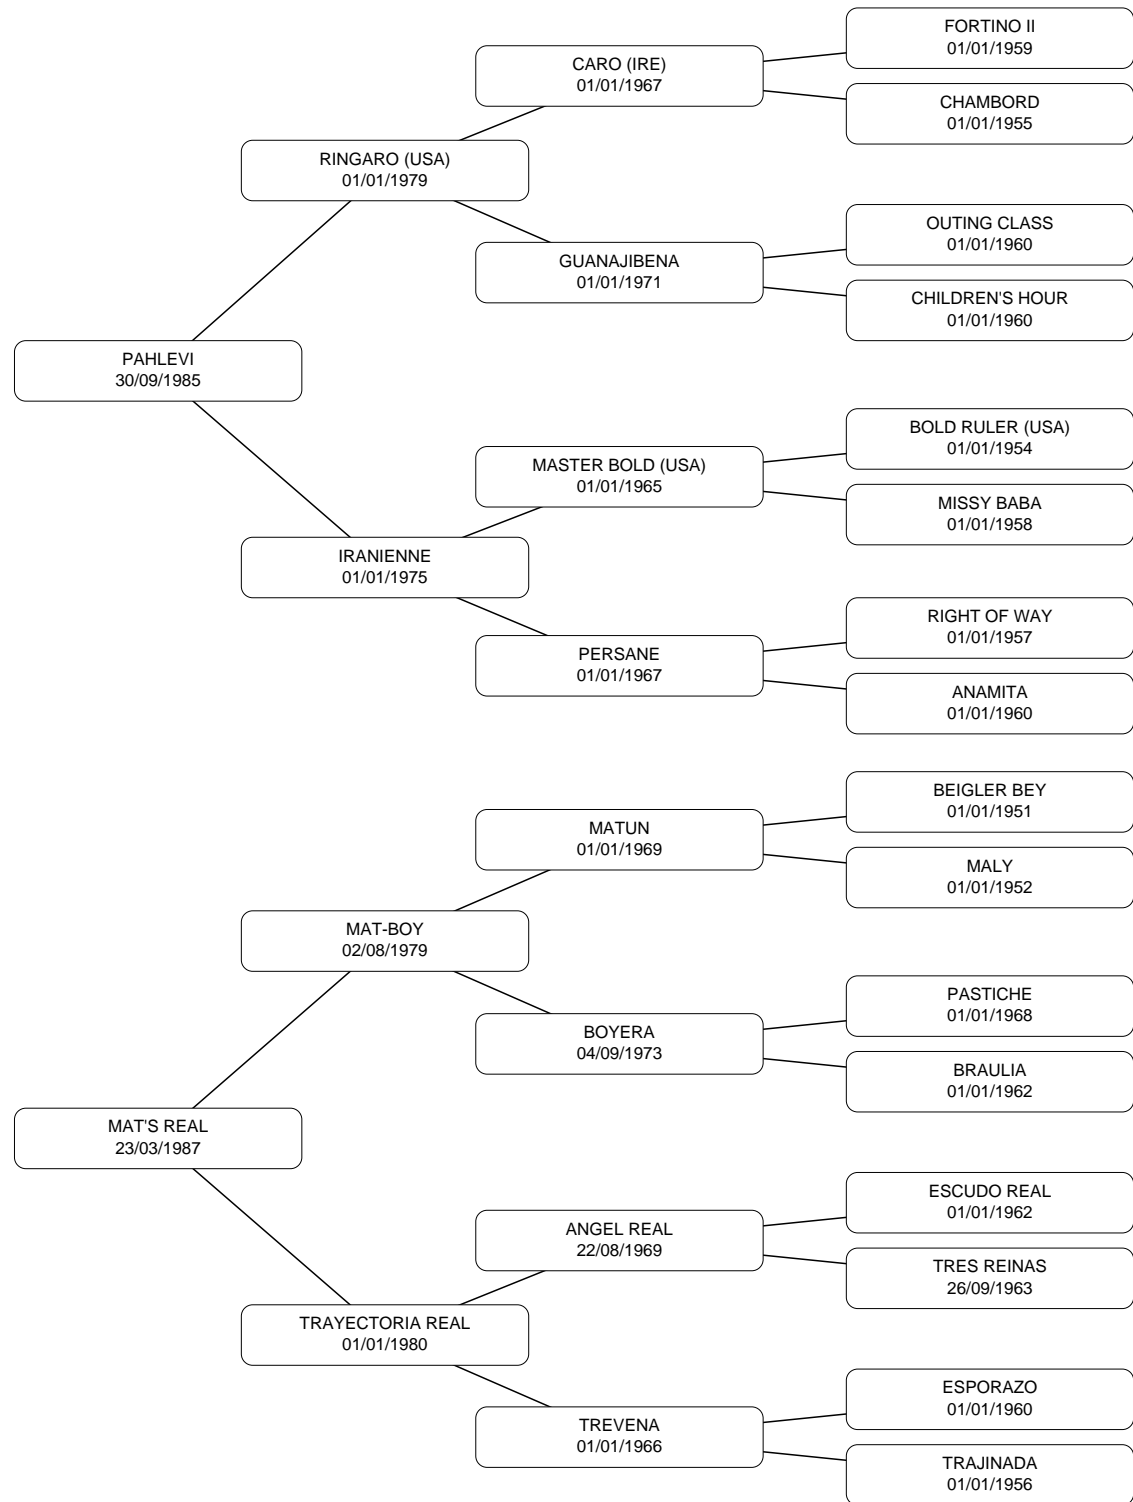 FORTINO II
01/01/1959
CARO (IRE)
01/01/1967
CHAMBORD
01/01/1955
RINGARO (USA)
01/01/1979
OUTING CLASS
01/01/1960
GUANAJIBENA
01/01/1971
CHILDREN'S HOUR
01/01/1960
PAHLEVI
30/09/1985
BOLD RULER (USA)
01/01/1954
MASTER BOLD (USA)
01/01/1965
MISSY BABA
01/01/1958
IRANIENNE
01/01/1975
RIGHT OF WAY
01/01/1957
PERSANE
01/01/1967
ANAMITA
01/01/1960
BEIGLER BEY
01/01/1951
MATUN
01/01/1969
MALY
01/01/1952
MAT-BOY
02/08/1979
PASTICHE
01/01/1968
BOYERA
04/09/1973
BRAULIA
01/01/1962
MAT'S REAL
23/03/1987
ESCUDO REAL
01/01/1962
ANGEL REAL
22/08/1969
TRES REINAS
26/09/1963
TRAYECTORIA REAL
01/01/1980
ESPORAZO
01/01/1960
TREVENA
01/01/1966
TRAJINADA
01/01/1956